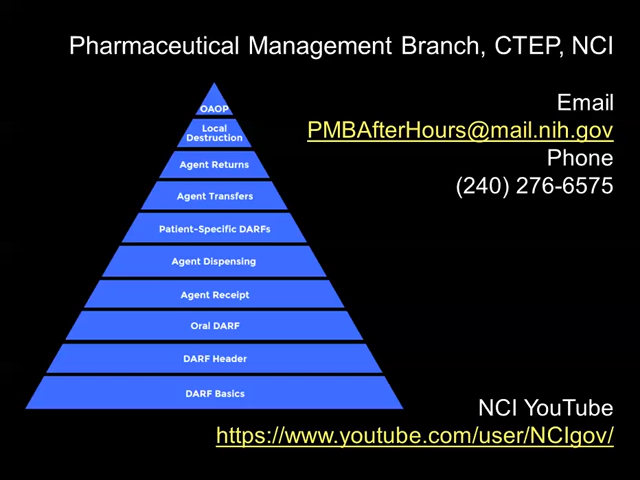 Pharmaceutical Management Branch, CTEP, NCI
Email
PMBAfterHours@mail.nih.gov
Phone
(240) 276-6575
OAOP
Local
Destruction
Agent Returns
Agent Transfers
Patient-Specific DARFs
Agent Dispensing
Agent Receipt
Oral DARF
DARF Header
DARF Basics
NCI YouTube
https://www.youtube.com/user/NCIgov/